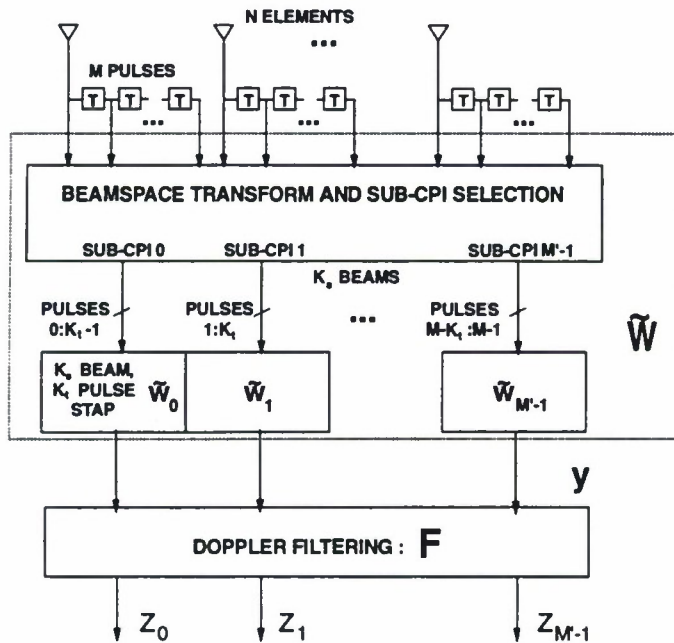 N ELEMENTS
...
M PULSES
T T T T T T T T T
... ... ...
BEAMSPACE TRANSFORM AND SUB-CPI SELECTION
SUB-CPI 0 SUB-CPI 1 SUB-CPI M'-1
Kₛ BEAMS
PULSES PULSES ... PULSES
0:Kₜ-1 1:Kₜ M-Kₜ:M-1
W̃
Kₛ BEAM,
Kₜ PULSE
STAP
W̃₀ W̃₁ W̃M'-1
y
DOPPLER FILTERING : F
Z₀ Z₁ ZM'-1